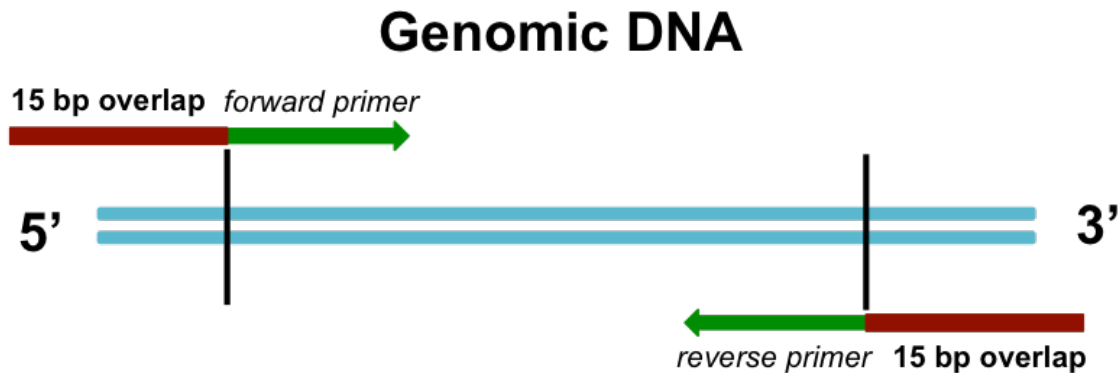 Genomic DNA
15 bp overlap forward primer
5’ 3’
reverse primer 15 bp overlap